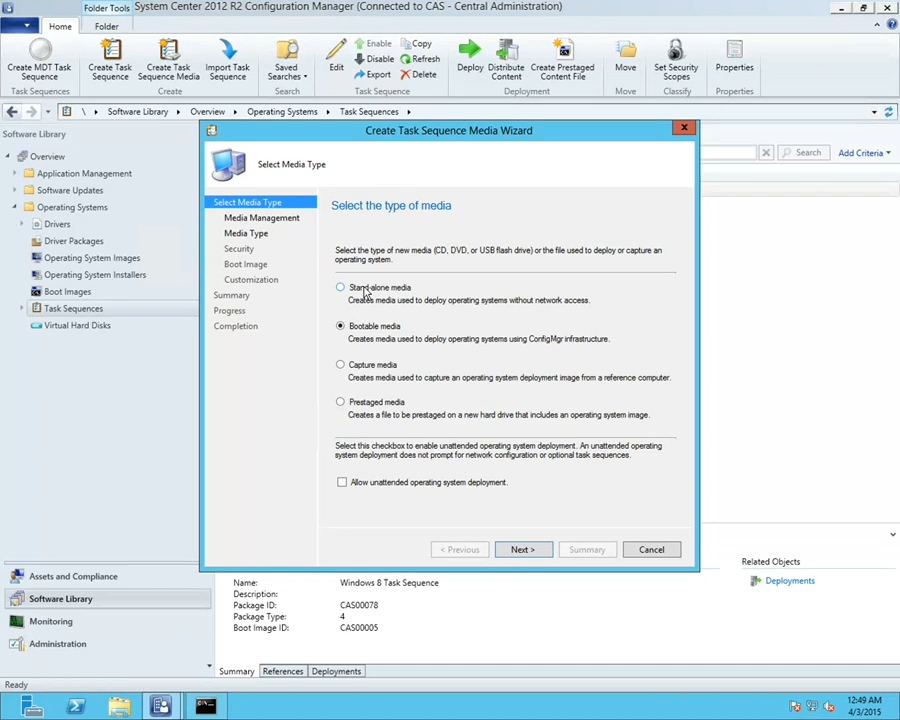 Folder Tools
System Center 2012 R2 Configuration Manager (Connected to CAS - Central Administration)
Home
Folder
Create MDT Task Sequence
Create Task Sequence
Create Task Sequence Media
Import Task Sequence
Saved Searches
Edit
Enable
Disable
Export
Copy
Refresh
Delete
Deploy
Distribute Content
Create Prestaged Content File
Move
Set Security Scopes
Properties
Task Sequences
Create
Search
Task Sequence
Deployment
Move
Classify
Properties
\ Software Library Overview Operating Systems Task Sequences
Software Library
Overview
Application Management
Software Updates
Operating Systems
Drivers
Driver Packages
Operating System Images
Operating System Installers
Boot Images
Task Sequences
Virtual Hard Disks
Search
Add Criteria
Create Task Sequence Media Wizard
Select Media Type
Select Media Type
Media Management
Media Type
Security
Boot Image
Customization
Summary
Progress
Completion
Select the type of media
Select the type of new media (CD, DVD, or USB flash drive) or the file used to deploy or capture an
operating system.
Stand-alone media
Creates media used to deploy operating systems without network access.
Bootable media
Creates media used to deploy operating systems using ConfigMgr infrastructure.
Capture media
Creates media used to capture an operating system deployment image from a reference computer.
Prestaged media
Creates a file to be prestaged on a new hard drive that includes an operating system image.
Select this checkbox to enable unattended operating system deployment. An unattended operating
system deployment does not prompt for network configuration or optional task sequences.
Allow unattended operating system deployment.
< Previous
Next >
Summary
Cancel
Assets and Compliance
Software Library
Monitoring
Administration
Name: Windows 8 Task Sequence
Description:
Package ID: CAS00078
Package Type: 4
Boot Image ID: CAS00005
Related Objects
Deployments
Summary
References
Deployments
Ready
12:49 AM
4/3/2015